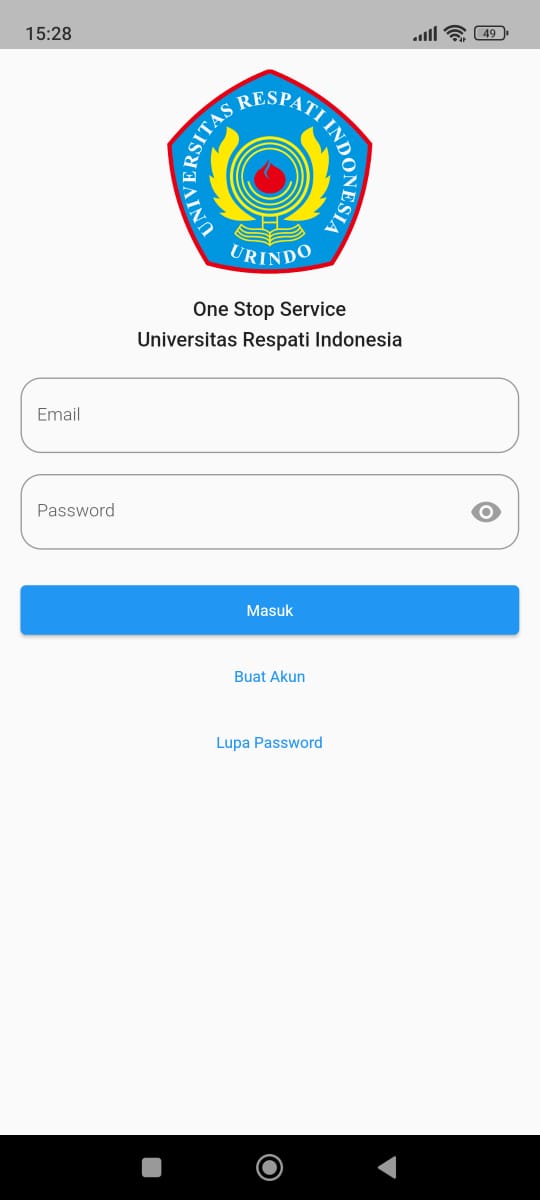 15:28
49
UNIVERSITAS RESPATI INDONESIA
URINDO
One Stop Service
Universitas Respati Indonesia
Email
Password
Masuk
Buat Akun
Lupa Password